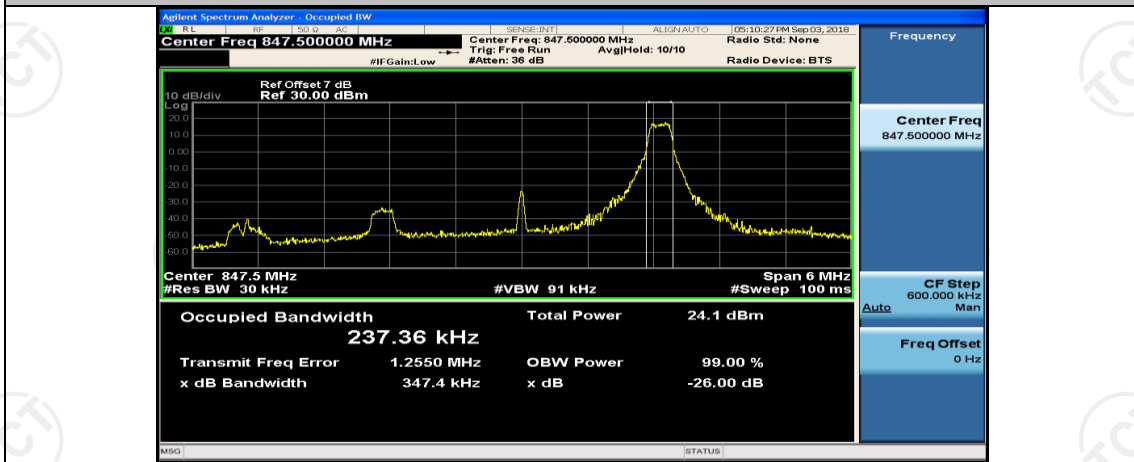 Agilent Spectrum Analyzer - Occupied BW
LXI RL RF 50 Ω AC SENSE:INT ALIGN AUTO 05:10:27 PM Sep 03, 2018
Center Freq 847.500000 MHz
Center Freq: 847.500000 MHz
Radio Std: None
Trig: Free Run Avg|Hold: 10/10
#IFGain:Low
#Atten: 36 dB
Radio Device: BTS
Frequency
Ref Offset 7 dB
10 dB/div Ref 30.00 dBm
Log
20.0
10.0
0.00
-10.0
-20.0
-30.0
-40.0
-50.0
-60.0
Center 847.5 MHz
Span 6 MHz
#Res BW 30 kHz
#VBW 91 kHz
#Sweep 100 ms
Center Freq
847.500000 MHz
CF Step
600.000 kHz
Auto Man
Freq Offset
0 Hz
Occupied Bandwidth
237.36 kHz
Total Power 24.1 dBm
Transmit Freq Error 1.2550 MHz
OBW Power 99.00 %
x dB Bandwidth 347.4 kHz
x dB -26.00 dB
MSG STATUS
TCT
TCT
TCT
TCT